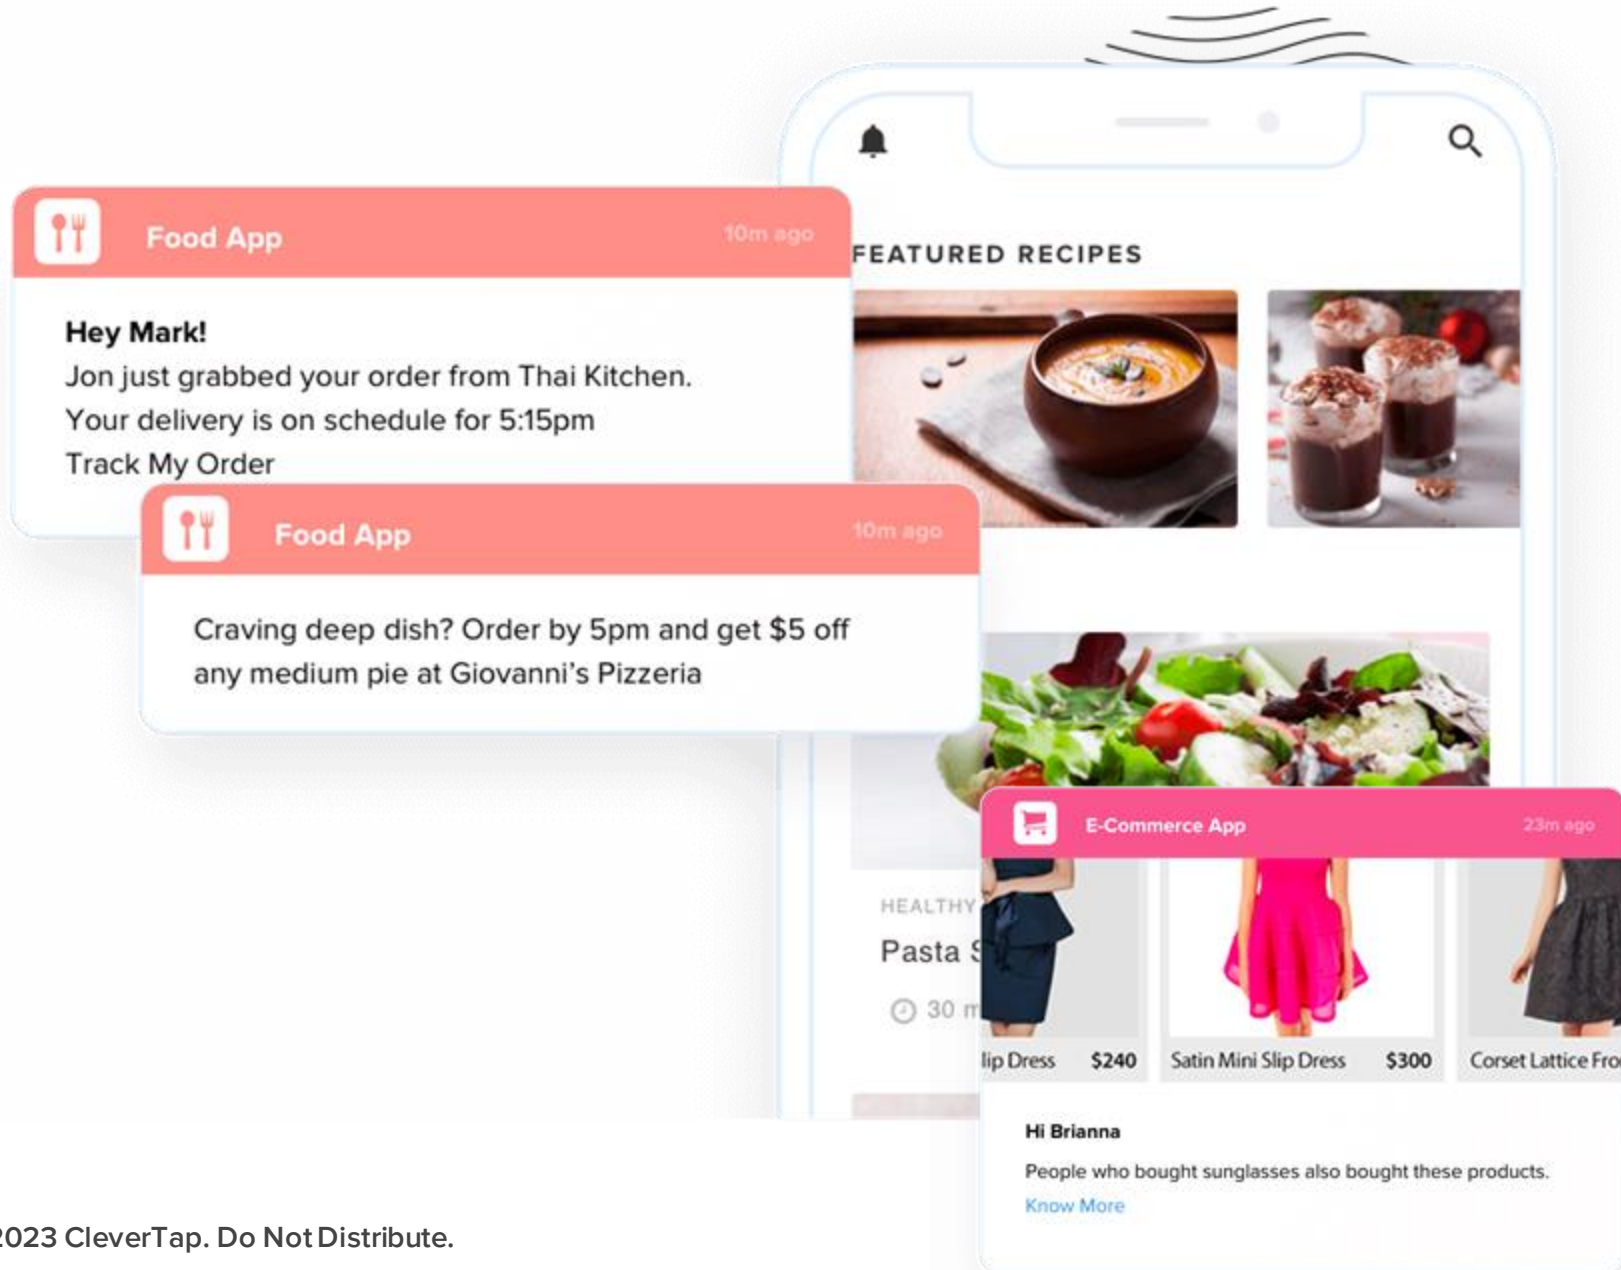 Food App
10m ago
Hey Mark!
Jon just grabbed your order from Thai Kitchen.
Your delivery is on schedule for 5:15pm
Track My Order
Food App
10m ago
Craving deep dish? Order by 5pm and get $5 off
any medium pie at Giovanni's Pizzeria
FEATURED RECIPES
HEALTHY
Pasta
30
E-Commerce App
23m ago
Dress $240
Satin Mini Slip Dress $300
Corset Lattice
Hi Brianna
People who bought sunglasses also bought these products.
Know More
2023 CleverTap. Do Not Distribute.